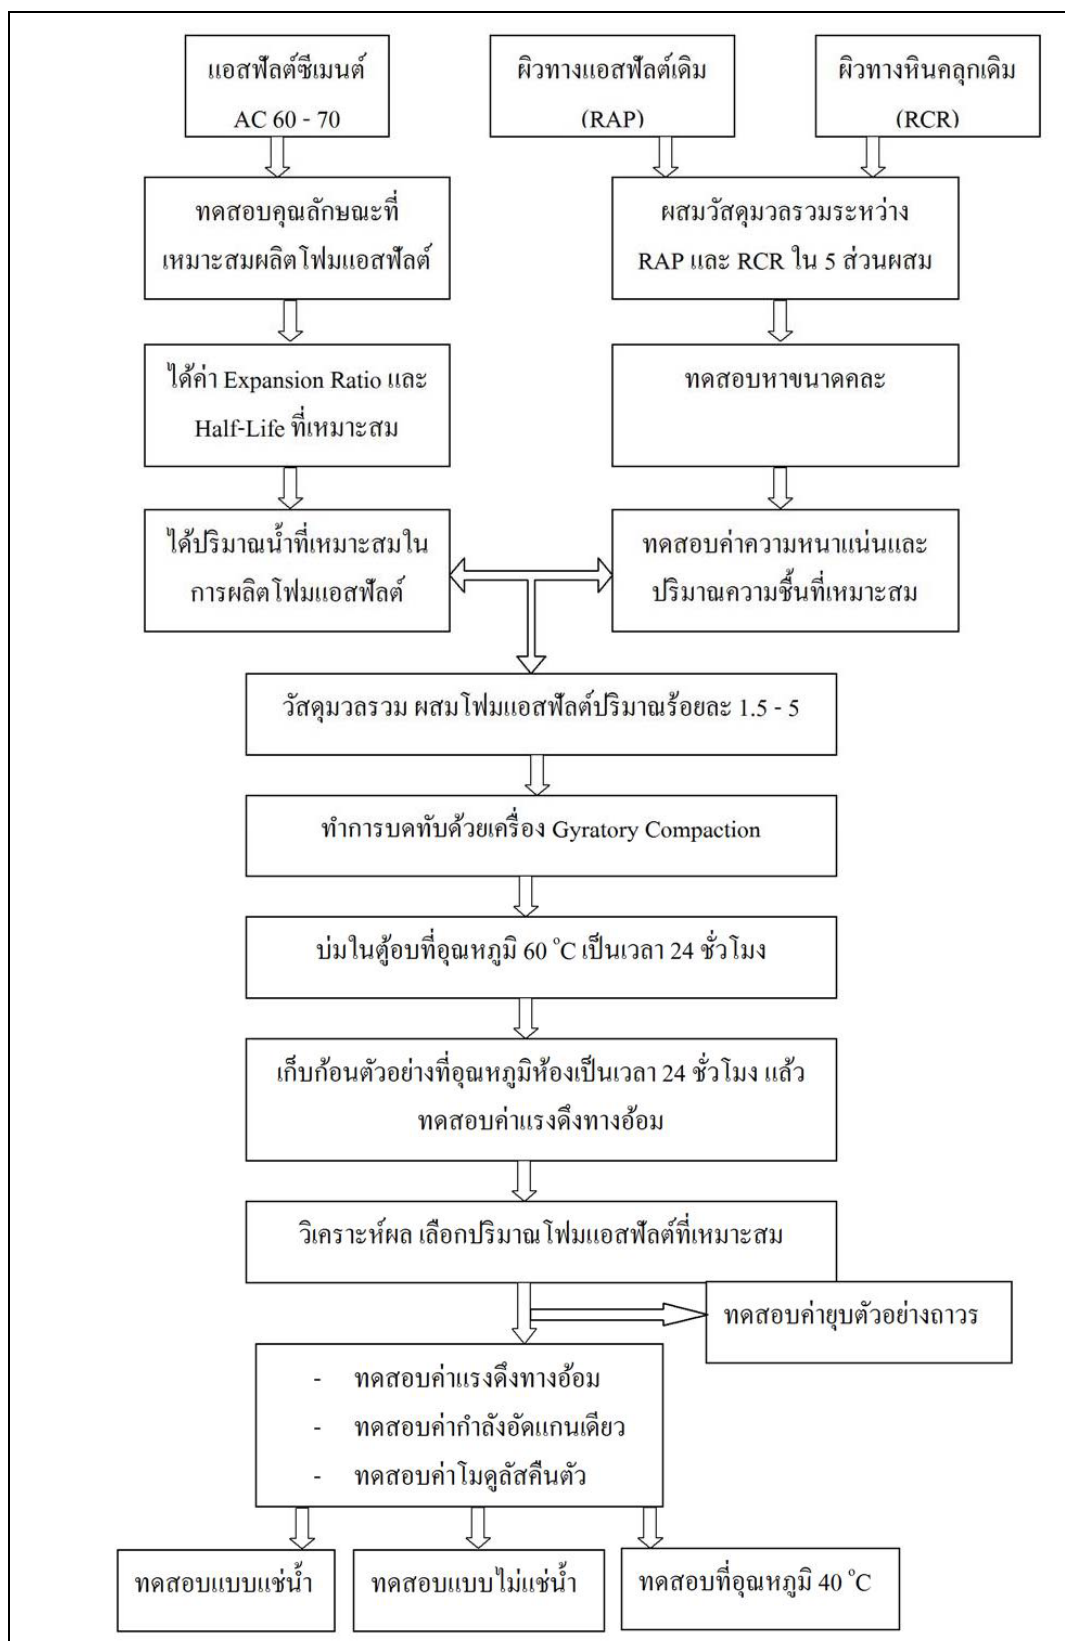 แอสฟัลต์ซีเมนต์
AC 60 - 70
ผิวทางแอสฟัลต์เดิม
(RAP)
ผิวทางหินคลุกเดิม
(RCR)
ทดสอบคุณลักษณะที่
เหมาะสมผลิตโฟมแอสฟัลต์
ผสมวัสดุมวลรวมระหว่าง
RAP และ RCR ใน 5 ส่วนผสม
ได้ค่า Expansion Ratio และ
Half-Life ที่เหมาะสม
ทดสอบหาขนาดคละ
ได้ปริมาณน้ำที่เหมาะสมใน
การผลิตโฟมแอสฟัลต์
ทดสอบค่าความหนาแน่นและ
ปริมาณความชื้นที่เหมาะสม
วัสดุมวลรวม ผสมโฟมแอสฟัลต์ปริมาณร้อยละ 1.5 - 5
ทำการบดทับด้วยเครื่อง Gyratory Compaction
บ่มในตู้อบที่อุณหภูมิ 60 °C เป็นเวลา 24 ชั่วโมง
เก็บก้อนตัวอย่างที่อุณหภูมิห้องเป็นเวลา 24 ชั่วโมง แล้ว
ทดสอบค่าแรงดึงทางอ้อม
วิเคราะห์ผล เลือกปริมาณโฟมแอสฟัลต์ที่เหมาะสม
ทดสอบค่ายุบตัวอย่างถาวร
- ทดสอบค่าแรงดึงทางอ้อม
- ทดสอบค่ากำลังอัดแกนเดียว
- ทดสอบค่าโมดูลัสคืนตัว
ทดสอบแบบแช่น้ำ
ทดสอบแบบไม่แช่น้ำ
ทดสอบที่อุณหภูมิ 40 °C